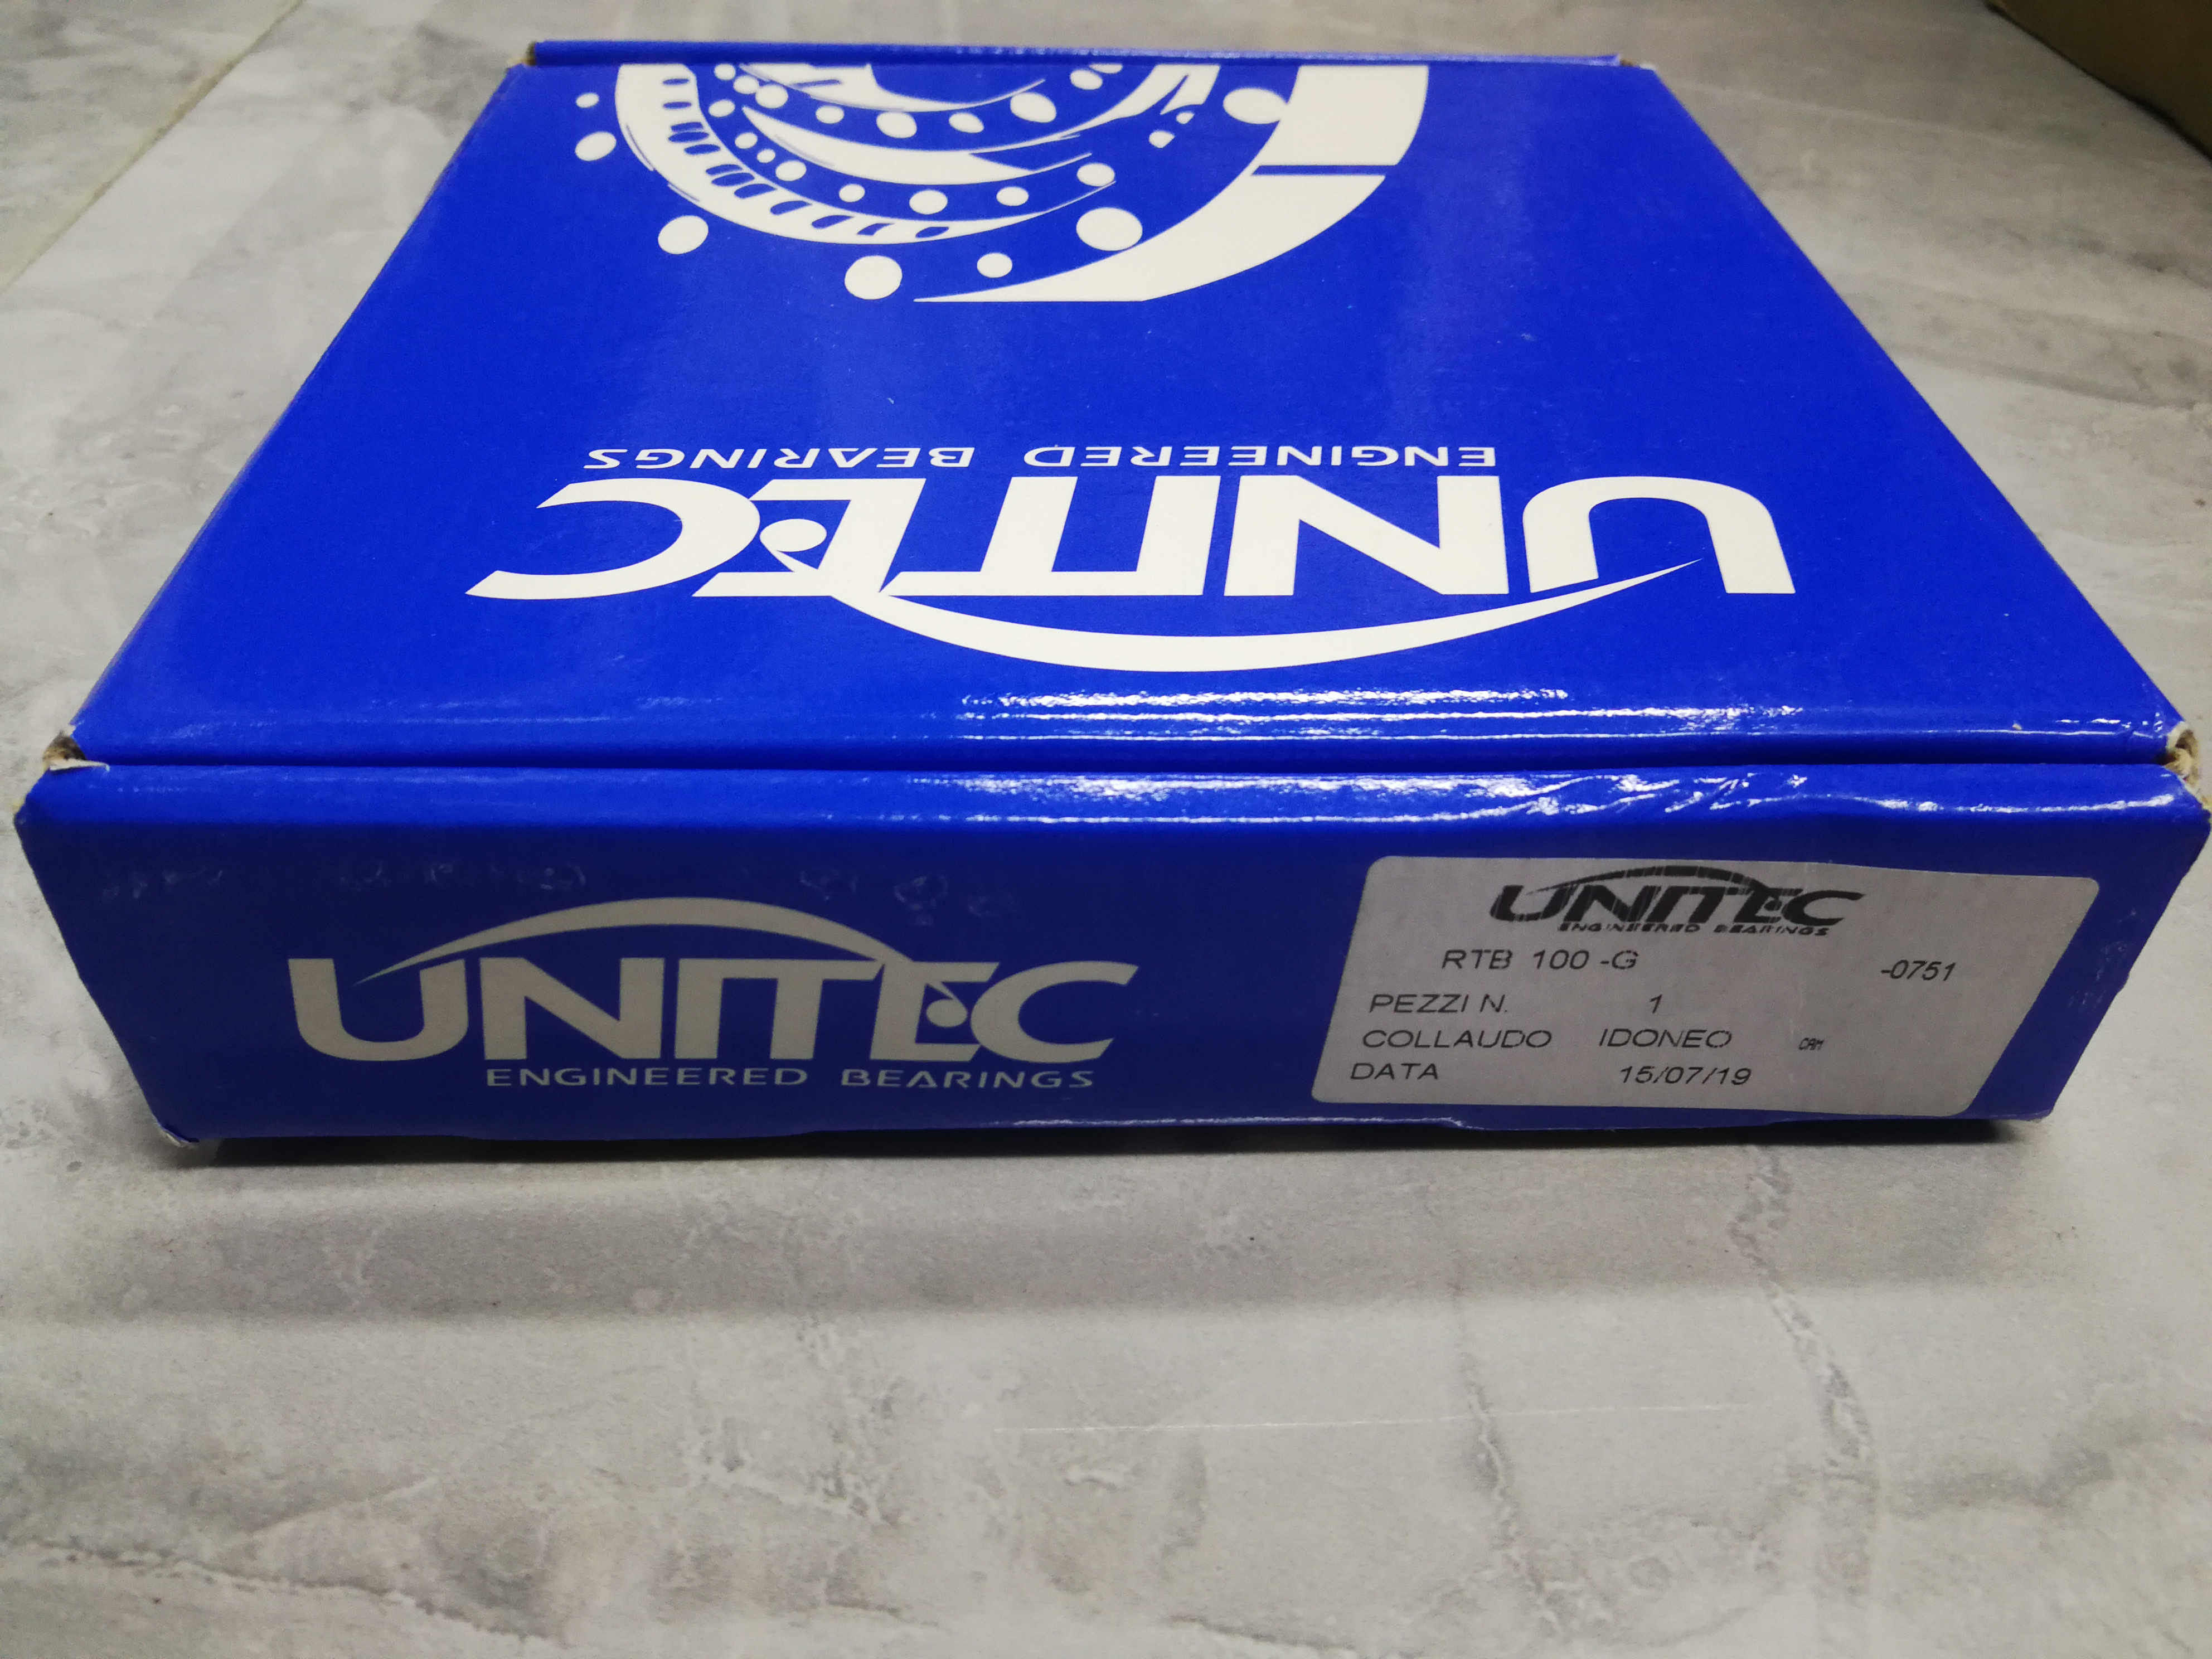 ENGINEERED BEARINGS
UNITEC
UNITEC
ENGINEERED BEARINGS
UNITEC
ENGINEERED BEARINGS
RTB 100 -G -0751
PEZZI N. 1
COLLAUDO IDONEO CAM
DATA 15/07/19